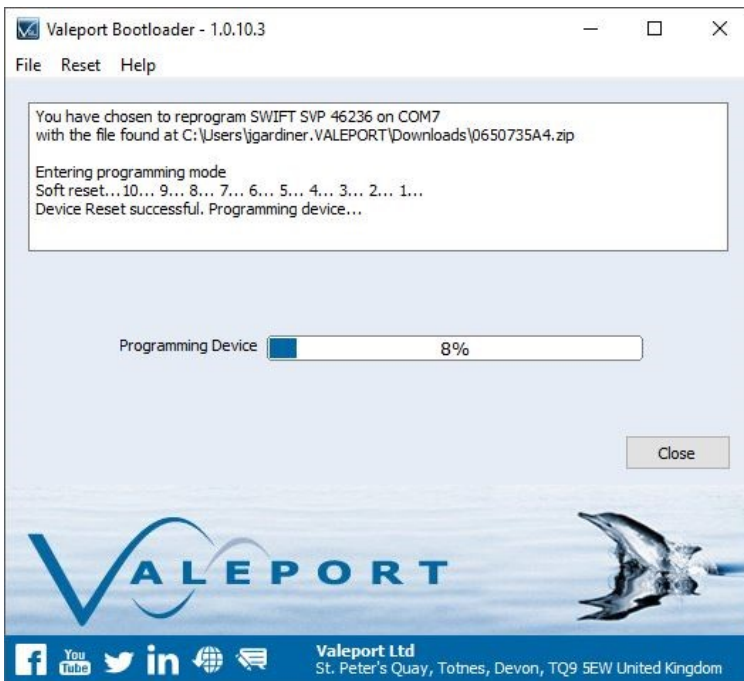 Valeport Bootloader - 1.0.10.3
File Reset Help
You have chosen to reprogram SWIFT SVP 46236 on COM7
with the file found at C:\Users\jgardiner.VALEPORT\Downloads\0650735A4.zip
Entering programming mode
Soft reset...10... 9... 8... 7... 6... 5... 4... 3... 2... 1...
Device Reset successful. Programming device...
Programming Device 8%
Close
VALEPORT
f You Tube in
Valeport Ltd
St. Peter's Quay, Totnes, Devon, TQ9 5EW United Kingdom